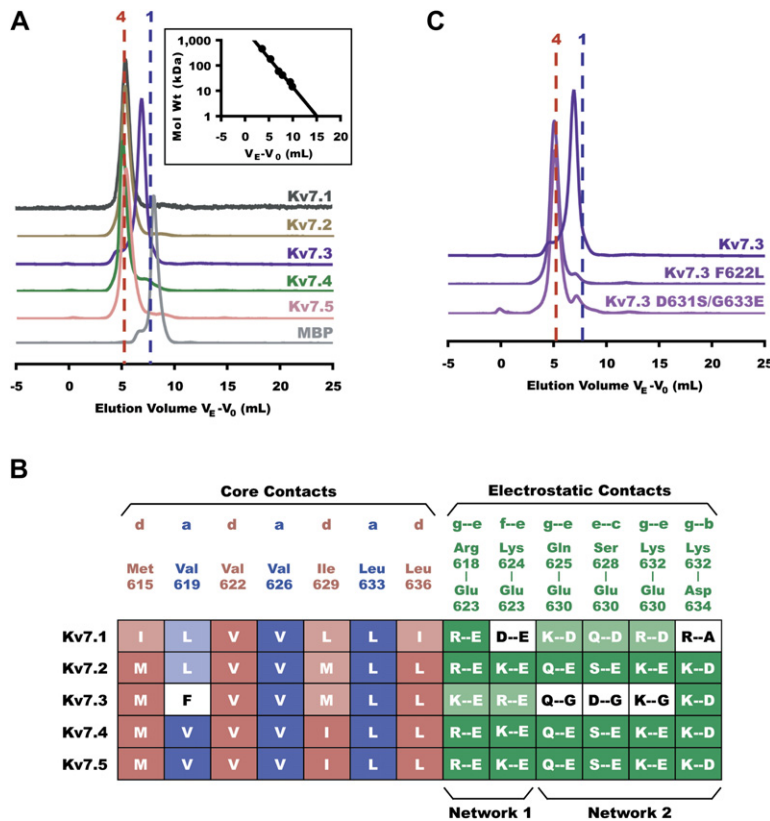 A
4 1
1,000
100
10
1
Mol Wt (kDa)
-5 0 5 10 15 20
VE-V0 (mL)
Kv7.1
Kv7.2
Kv7.3
Kv7.4
Kv7.5
MBP
-5 0 5 10 15 20 25
Elution Volume VE-V0 (mL)
C
4 1
Kv7.3
Kv7.3 F622L
Kv7.3 D631S/G633E
-5 0 5 10 15 20 25
Elution Volume VE-V0 (mL)
B
Core Contacts Electrostatic Contacts
d a d a d a d g--e f--e g--e e--c g--e g--b
Met Val Val Val Ile Leu Leu Arg Lys Gln Ser Lys Lys
615 619 622 626 629 633 636 618 624 625 628 632 632
Glu Glu Glu Glu Glu Asp
623 623 630 630 630 634
Kv7.1 I L V V L L I R--E D--E K--D Q--D R--D R--A
Kv7.2 M L V V M L L R--E K--E Q--E S--E K--E K--D
Kv7.3 M F V V M L L K--E R--E Q--G D--G K--G K--D
Kv7.4 M V V V I L L R--E K--E Q--E S--E K--E K--D
Kv7.5 M V V V I L L R--E K--E Q--E S--E K--E K--D
Network 1 Network 2